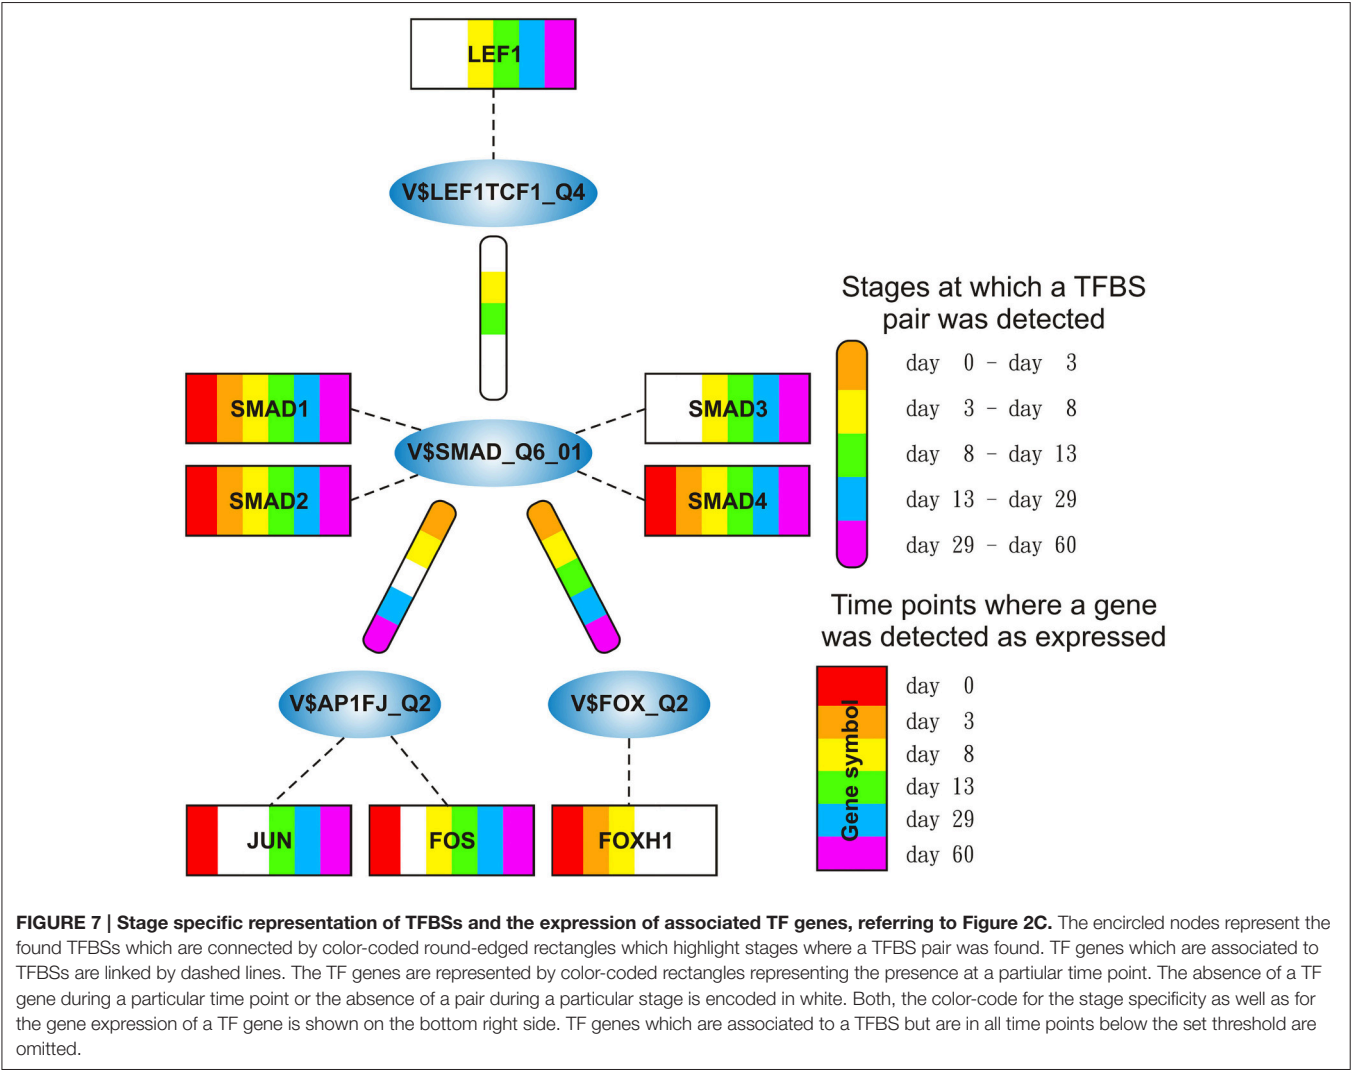 LEF1
V$LEF1TCF1_Q4
Stages at which a TFBS
pair was detected
day 0 - day 3
day 3 - day 8
day 8 - day 13
day 13 - day 29
day 29 - day 60
SMAD1
SMAD3
V$SMAD_Q6_01
SMAD2
SMAD4
Time points where a gene
was detected as expressed
Gene symbol
day 0
day 3
day 8
day 13
day 29
day 60
V$AP1FJ_Q2
V$FOX_Q2
JUN
FOS
FOXH1
FIGURE 7 | Stage specific representation of TFBSs and the expression of associated TF genes, referring to Figure 2C. The encircled nodes represent the
found TFBSs which are connected by color-coded round-edged rectangles which highlight stages where a TFBS pair was found. TF genes which are associated to
TFBSs are linked by dashed lines. The TF genes are represented by color-coded rectangles representing the presence at a partiular time point. The absence of a TF
gene during a particular time point or the absence of a pair during a particular stage is encoded in white. Both, the color-code for the stage specificity as well as for
the gene expression of a TF gene is shown on the bottom right side. TF genes which are associated to a TFBS but are in all time points below the set threshold are
omitted.